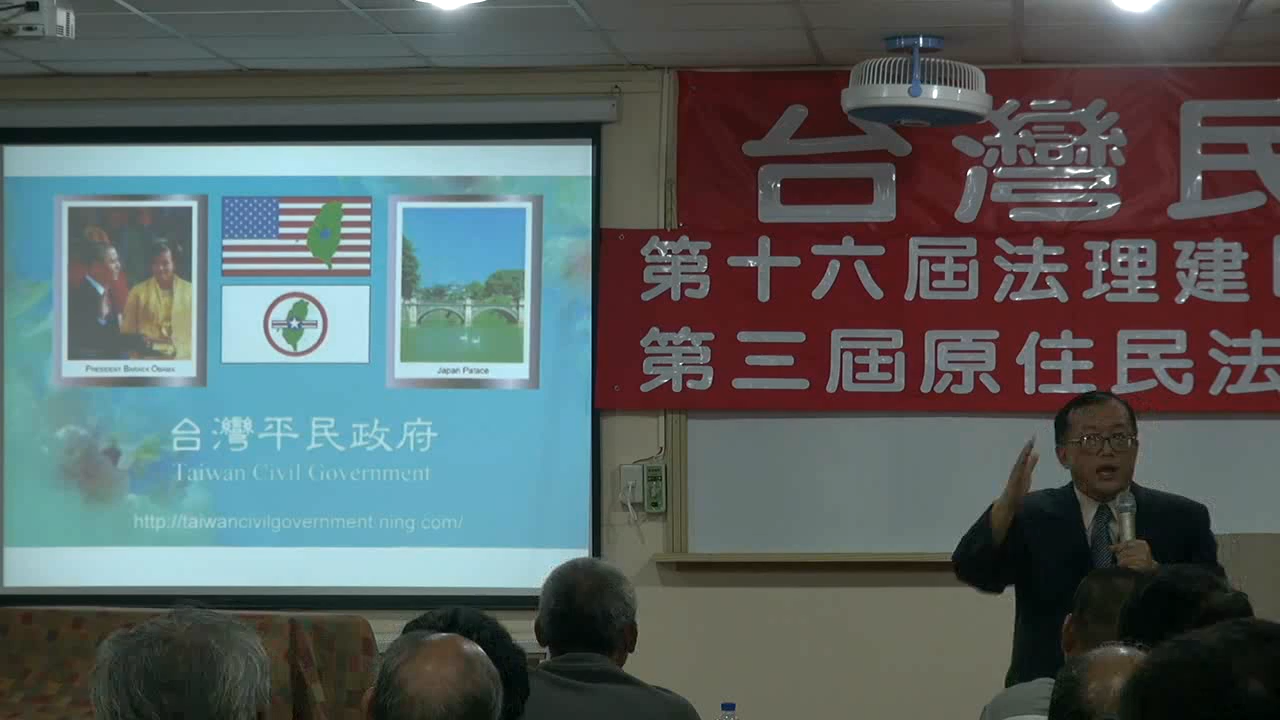 PRESIDENT BARACK OBAMA
Japan Palace
台灣平民政府
Taiwan Civil Government
http://taiwancivilgovernment.ning.com/
台灣民
第十六屆法理建
第三屆原住民法